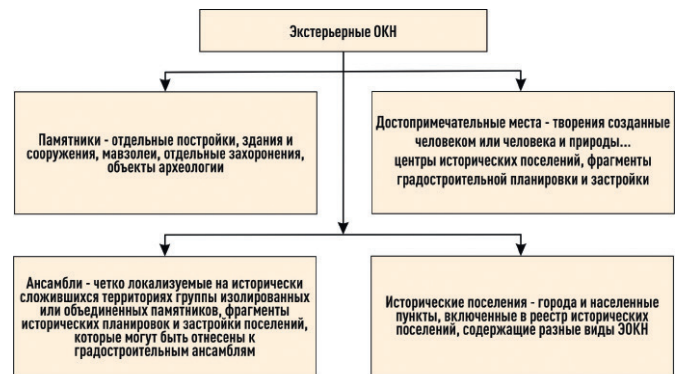 Экстерьерные ОКН
Памятники - отдельные постройки, здания и
сооружения, мавзолеи, отдельные захоронения,
объекты археологии
Достопримечательные места - творения созданные
человеком или человека и природы...
центры исторических поселений, фрагменты
градостроительной планировки и застройки
Ансамбли - четко локализуемые на исторически
сложившихся территориях группы изолированных
или объединенных памятников, фрагменты
исторических планировок и застройки поселений,
которые могут быть отнесены к
градостроительным ансамблям
Исторические поселения - города и населенные
пункты, включенные в реестр исторических
поселений, содержащие разные виды ЭОКН